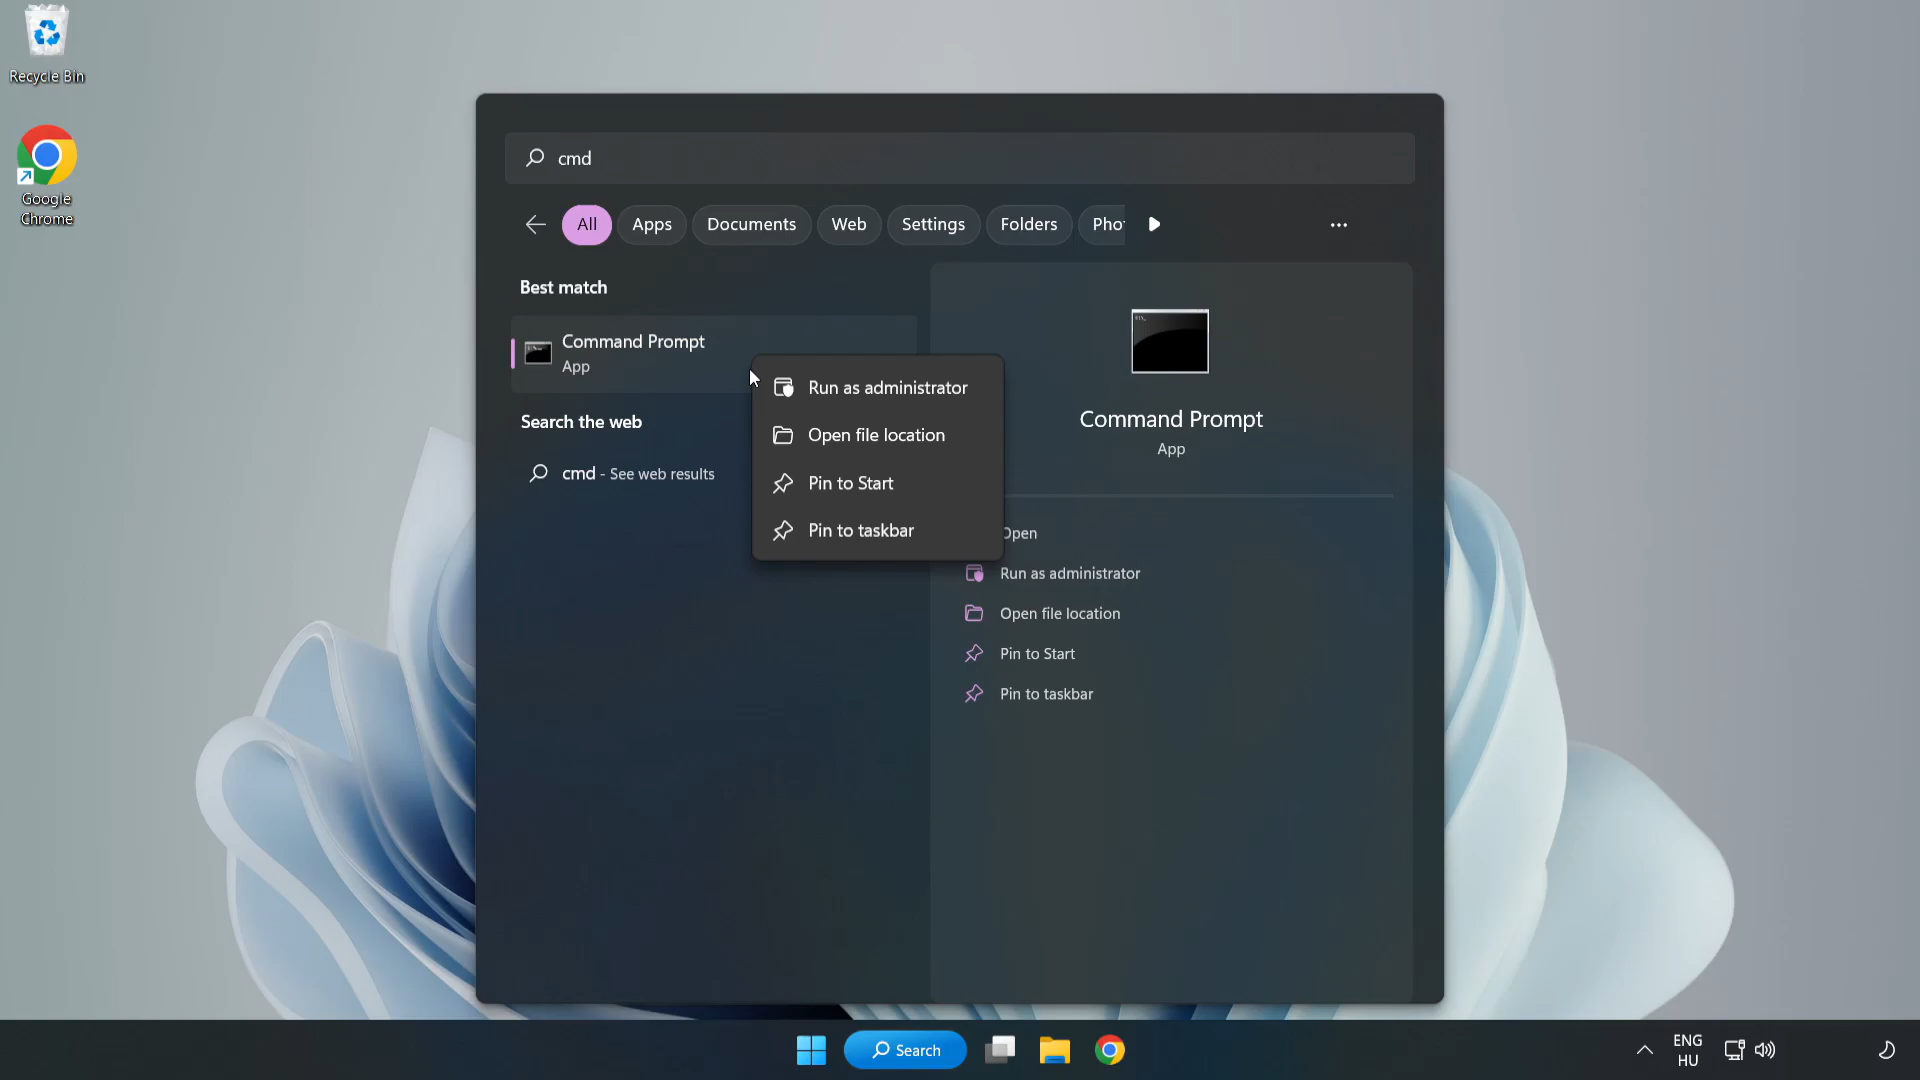 Recycle Bin
Google
Chrome
cmd
All
Apps
Documents
Web
Settings
Folders
Pho
Best match
Command Prompt
App
Search the web
cmd - See web results
Run as administrator
Open file location
Pin to Start
Pin to taskbar
Command Prompt
App
Open
Run as administrator
Open file location
Pin to Start
Pin to taskbar
Search
ENG
HU